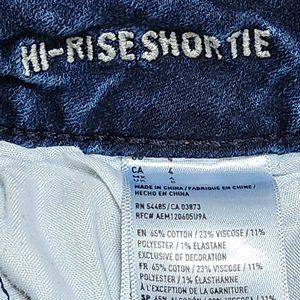 HI-RISE SHORTIE
CA 4
MADE IN CHINA / FABRIQUE EN CHINE /
HECHO EN CHINA
RN 54485 / CA 03873
RFC# AEM120605U9A
EN 65% COTTON / 23% VISCOSE / 11%
POLYESTER / 1% ELASTANE
EXCLUSIVE OF DECORATION
FR 65% COTON / 23% VISCOSE / 11%
POLYESTER / 1% ÉLASTHANNE
À L'EXCEPTION DE LA GARNITURE